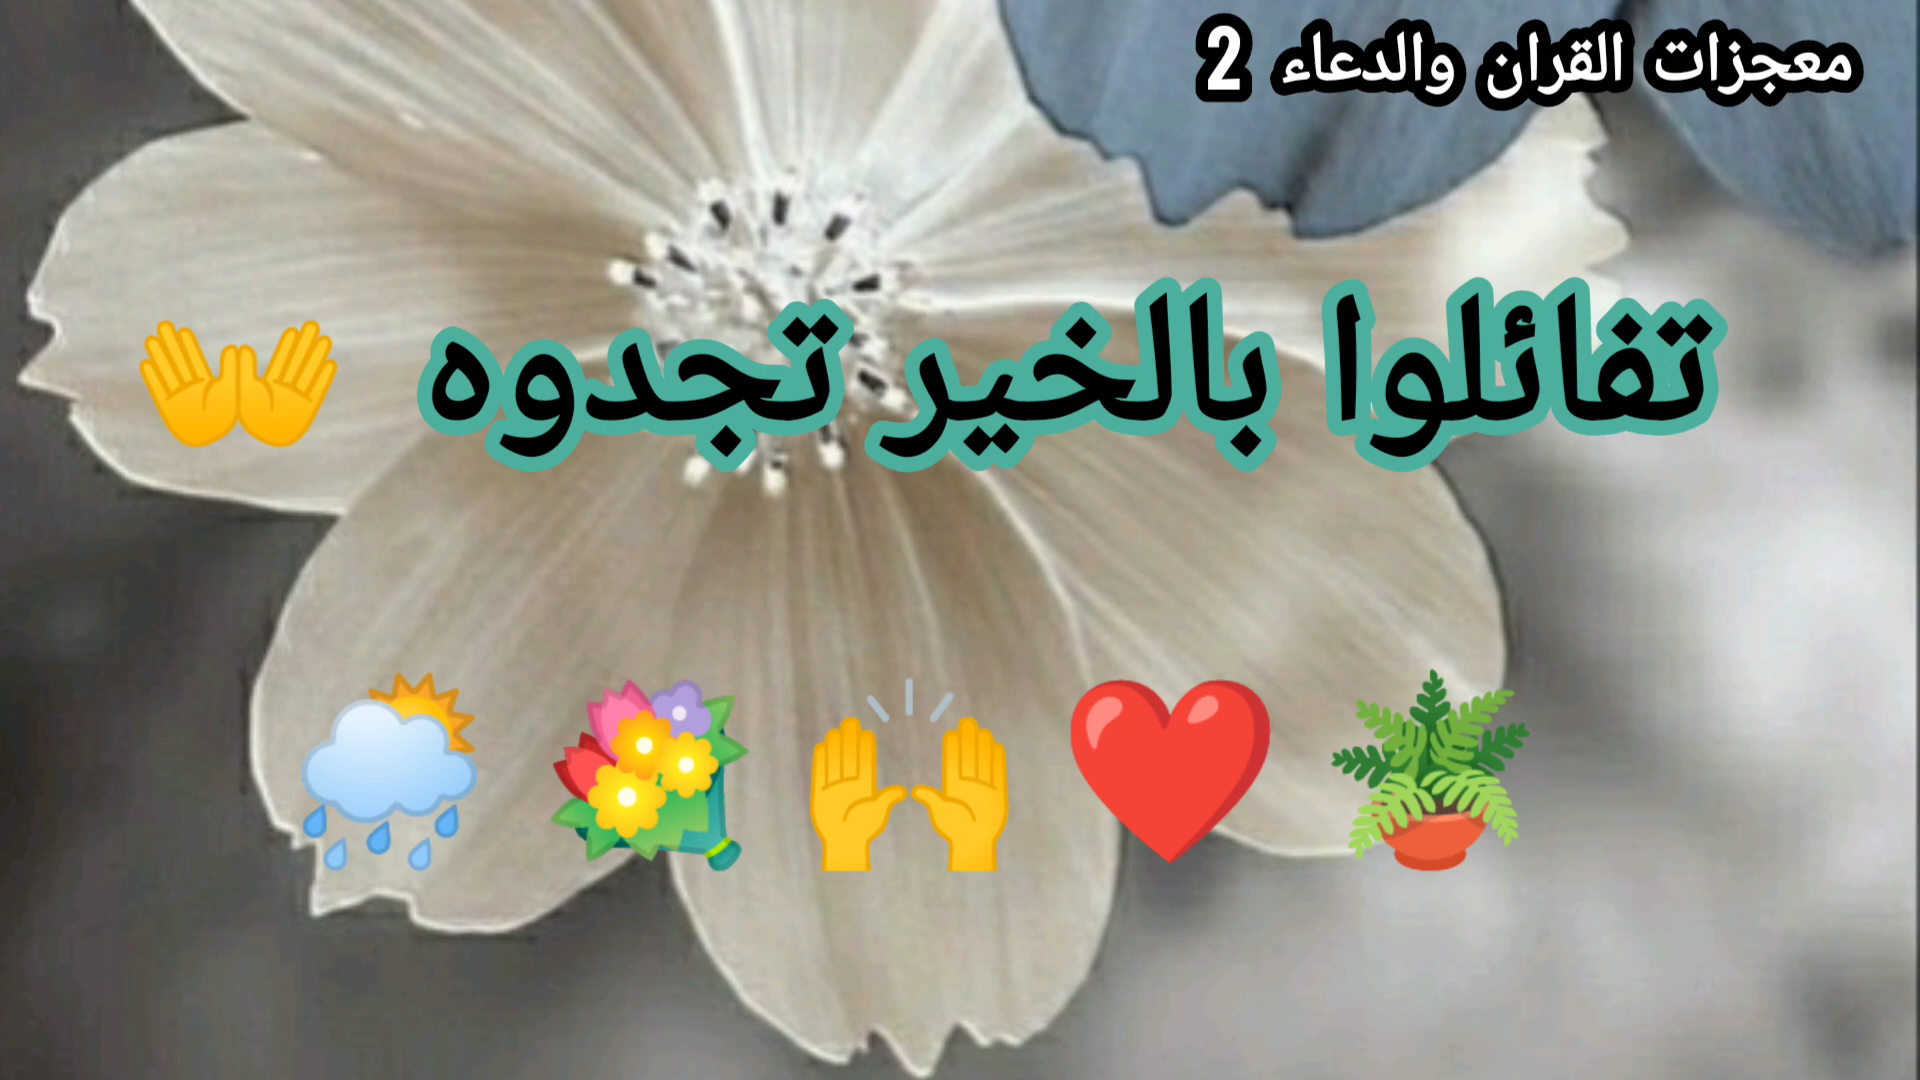 معجزات القران والدعاء 2
تفائلوا بالخير تجدوه 👐
🪴❤️🙌💐🌦️